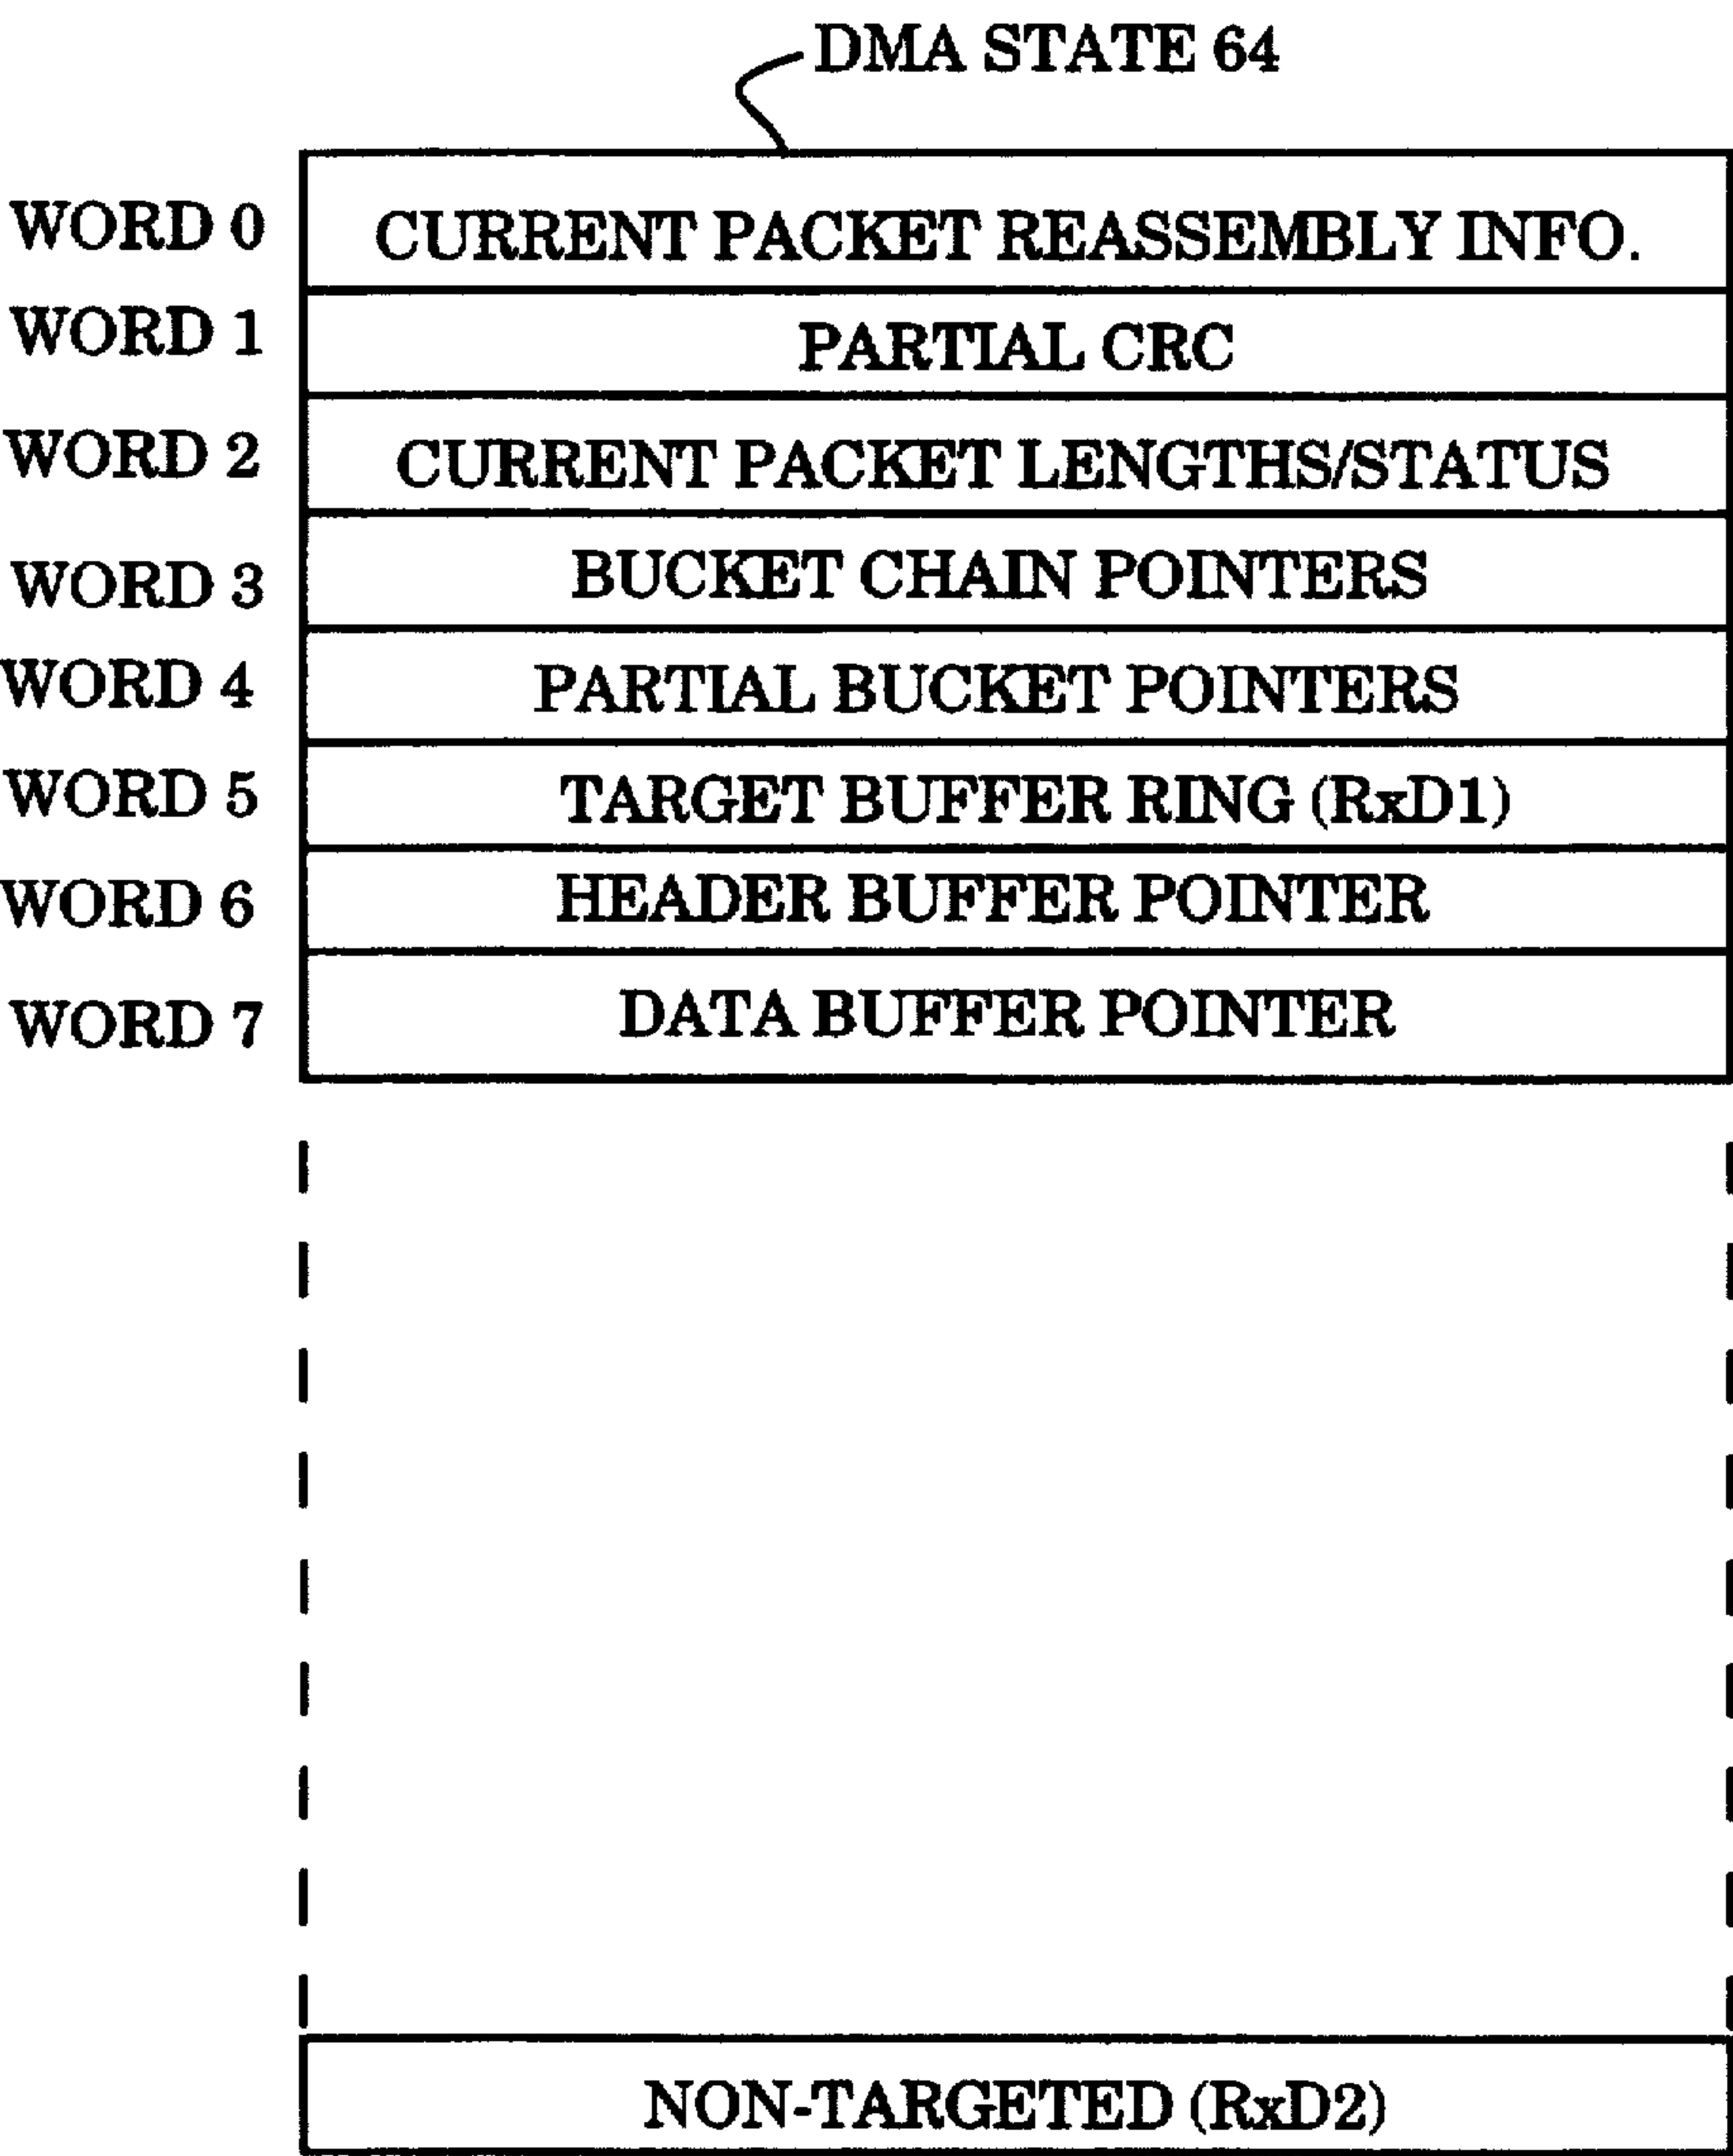 DMA STATE 64
WORD 0 CURRENT PACKET REASSEMBLY INFO.
WORD 1 PARTIAL CRC
WORD 2 CURRENT PACKET LENGTHS/STATUS
WORD 3 BUCKET CHAIN POINTERS
WORD 4 PARTIAL BUCKET POINTERS
WORD 5 TARGET BUFFER RING (RxD1)
WORD 6 HEADER BUFFER POINTER
WORD 7 DATA BUFFER POINTER
NON-TARGETED (RxD2)